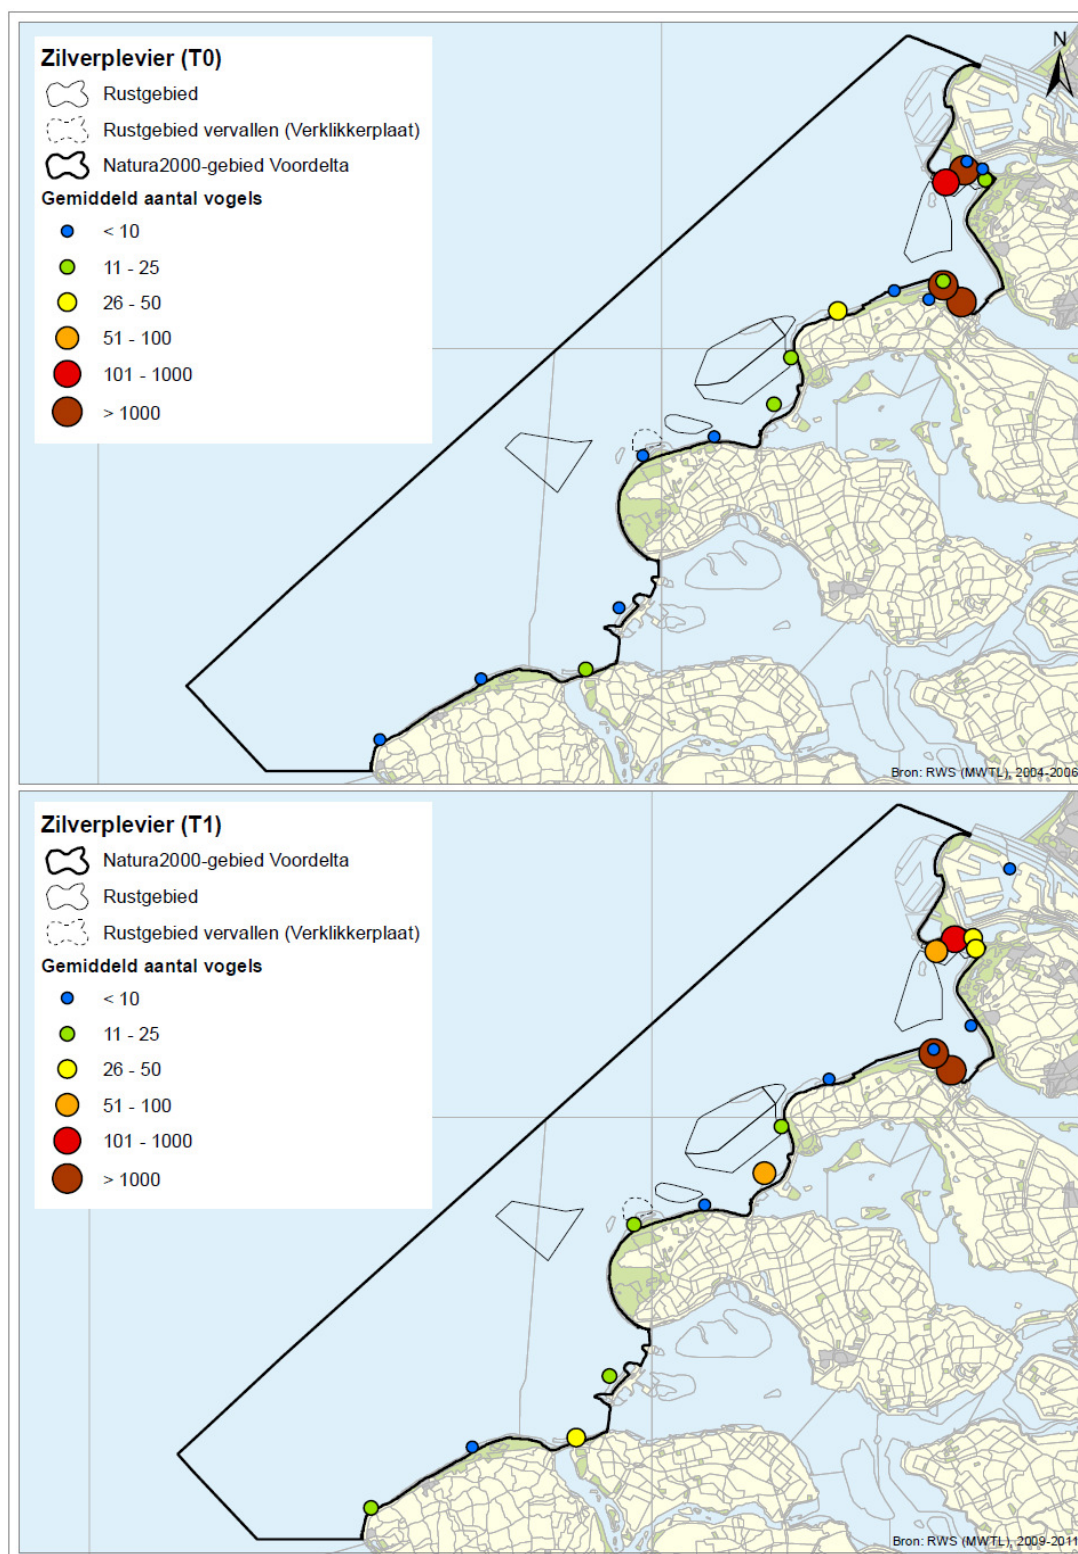 Zilverplevier (T0)
Rustgebied
Rustgebied vervallen (Verklikkerplaat)
Natura2000-gebied Voordelta
Gemiddeld aantal vogels
< 10
11 - 25
26 - 50
51 - 100
101 - 1000
> 1000
N
Bron: RWS (MWTL), 2004-2006
Zilverplevier (T1)
Natura2000-gebied Voordelta
Rustgebied
Rustgebied vervallen (Verklikkerplaat)
Gemiddeld aantal vogels
< 10
11 - 25
26 - 50
51 - 100
101 - 1000
> 1000
Bron: RWS (MWTL), 2009-2011